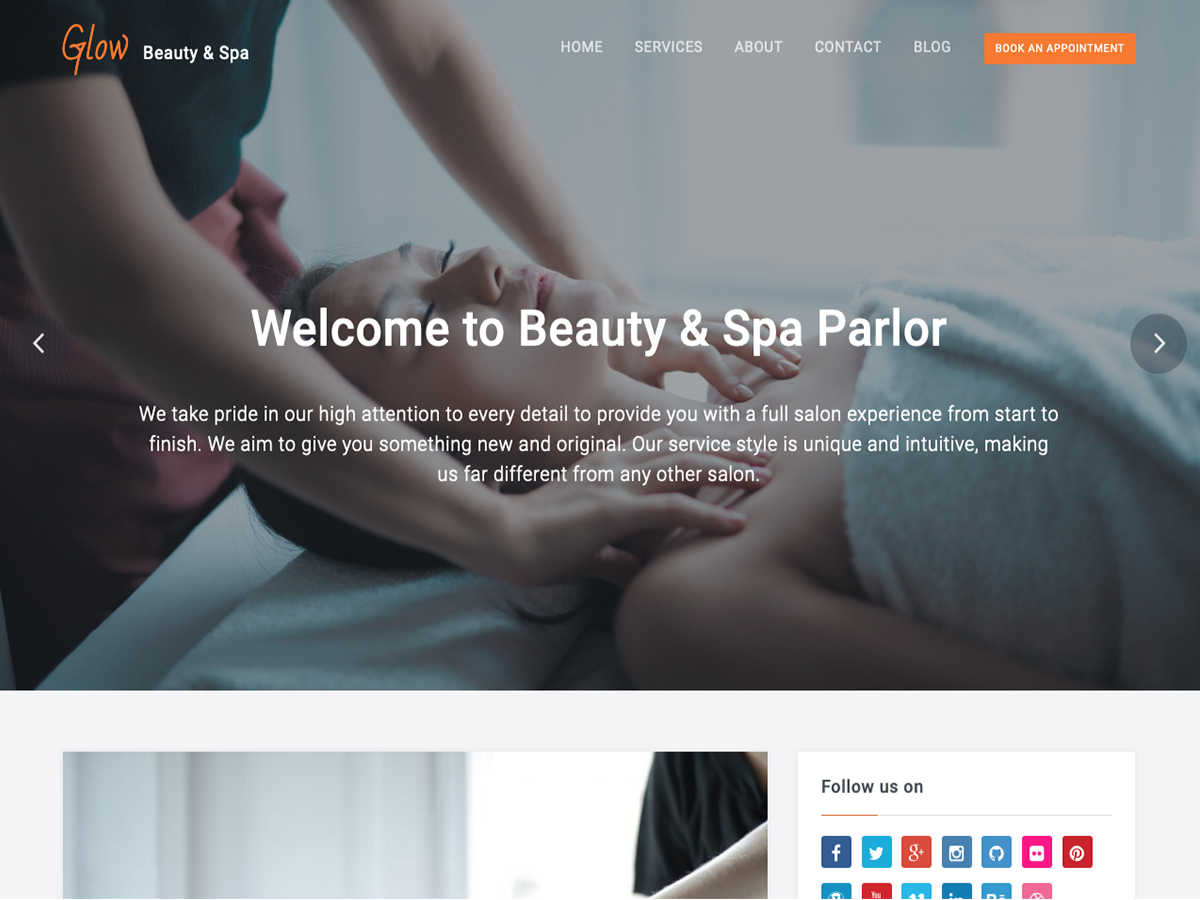 Glow Beauty & Spa
HOME SERVICES ABOUT CONTACT BLOG BOOK AN APPOINTMENT
Welcome to Beauty & Spa Parlor
We take pride in our high attention to every detail to provide you with a full salon experience from start to
finish. We aim to give you something new and original. Our service style is unique and intuitive, making
us far different from any other salon.
Follow us on